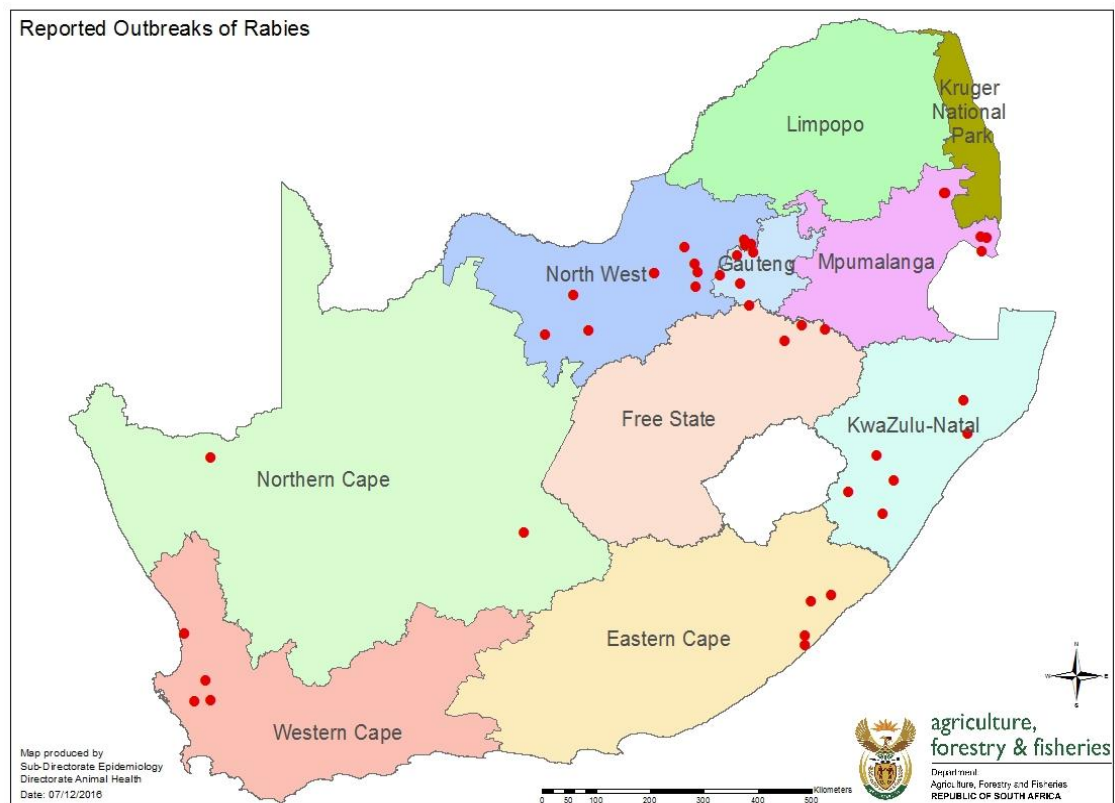 Reported Outbreaks of Rabies
Kruger
National
Park
Limpopo
North West
Gauteng
Mpumalanga
Free State
KwaZulu-Natal
Northern Cape
Eastern Cape
Western Cape
N
W
E
S
Map produced by
Sub-Directorate Epidemiology
Directorate Animal Health
Date: 07/12/2016
Kilometers
0 50 100 200 300 400 500
agriculture,
forestry & fisheries
Department:
Agriculture, Forestry and Fisheries
REPUBLIC OF SOUTH AFRICA